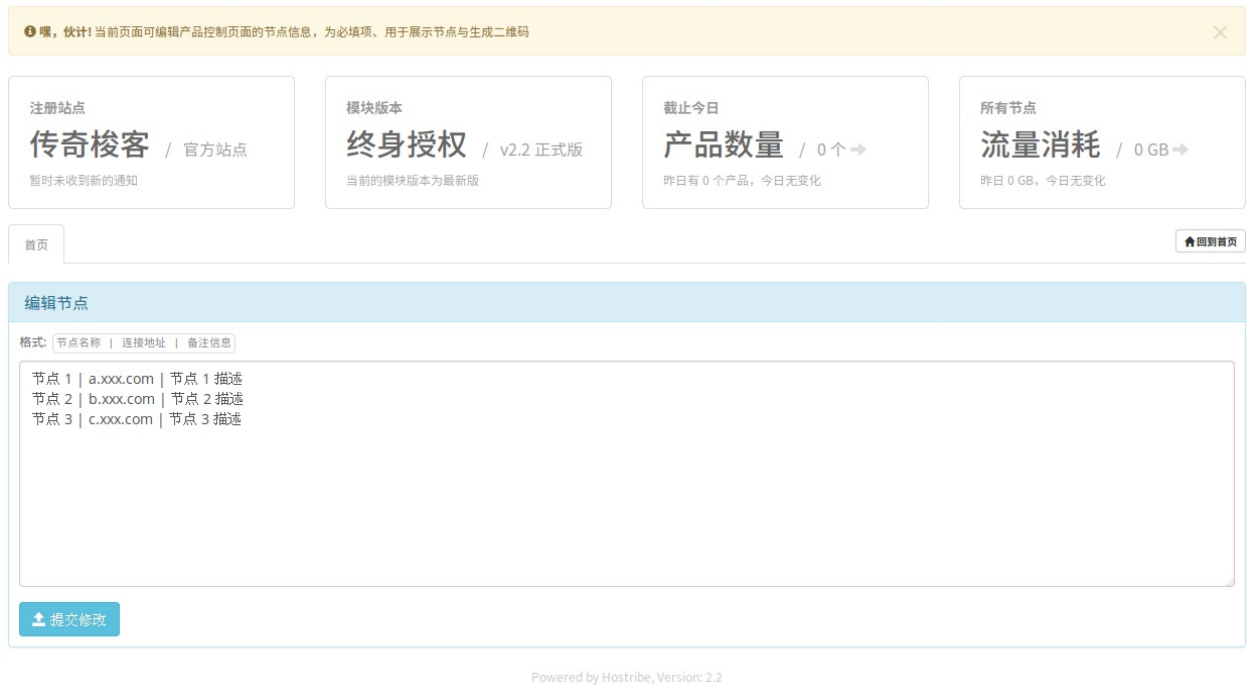 嘿，伙计! 当前页面可编辑产品控制页面的节点信息，为必填项、用于展示节点与生成二维码 ×
注册站点
传奇梭客 / 官方站点
暂时未收到新的通知
模块版本
终身授权 / v2.2 正式版
当前的模块版本为最新版
截止今日
产品数量 / 0 个
昨日有 0 个产品，今日无变化
所有节点
流量消耗 / 0 GB
昨日 0 GB，今日无变化
首页
回到首页
编辑节点
格式: 节点名称 | 连接地址 | 备注信息
节点 1 | a.xxx.com | 节点 1 描述
节点 2 | b.xxx.com | 节点 2 描述
节点 3 | c.xxx.com | 节点 3 描述
提交修改
Powered by Hostribe, Version: 2.2